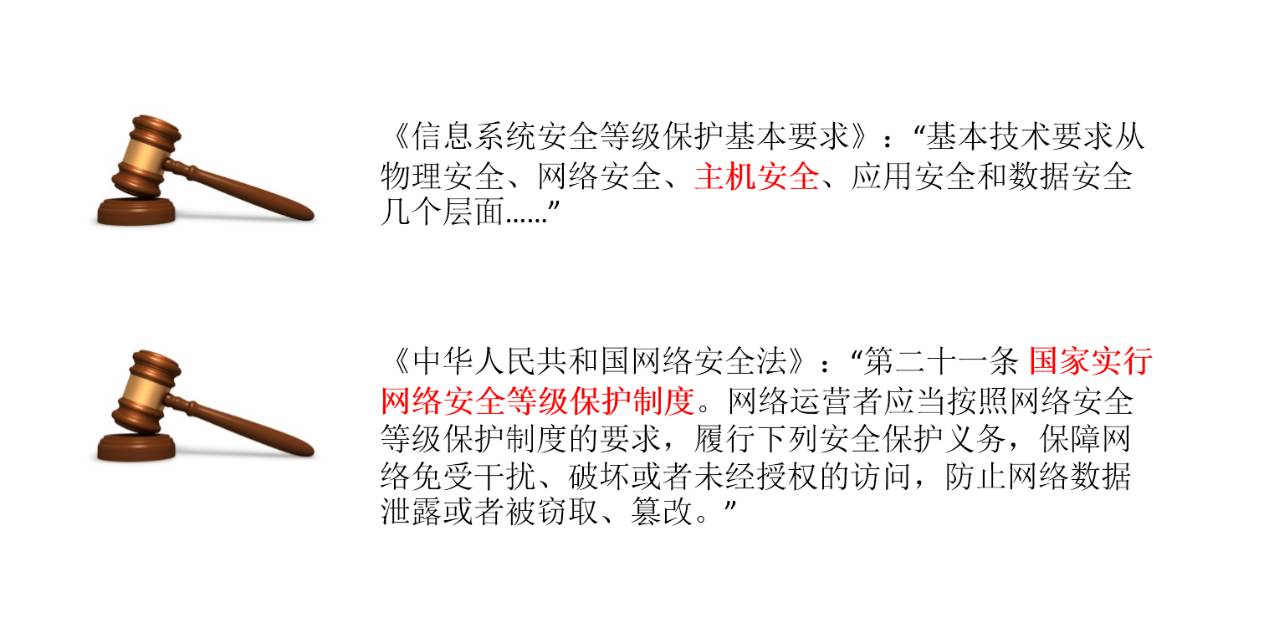 《信息系统安全等级保护基本要求》：“基本技术要求从
物理安全、网络安全、主机安全、应用安全和数据安全
几个层面……”
《中华人民共和国网络安全法》：“第二十一条 国家实行
网络安全等级保护制度。网络运营者应当按照网络安全
等级保护制度的要求，履行下列安全保护义务，保障网
络免受干扰、破坏或者未经授权的访问，防止网络数据
泄露或者被窃取、篡改。”